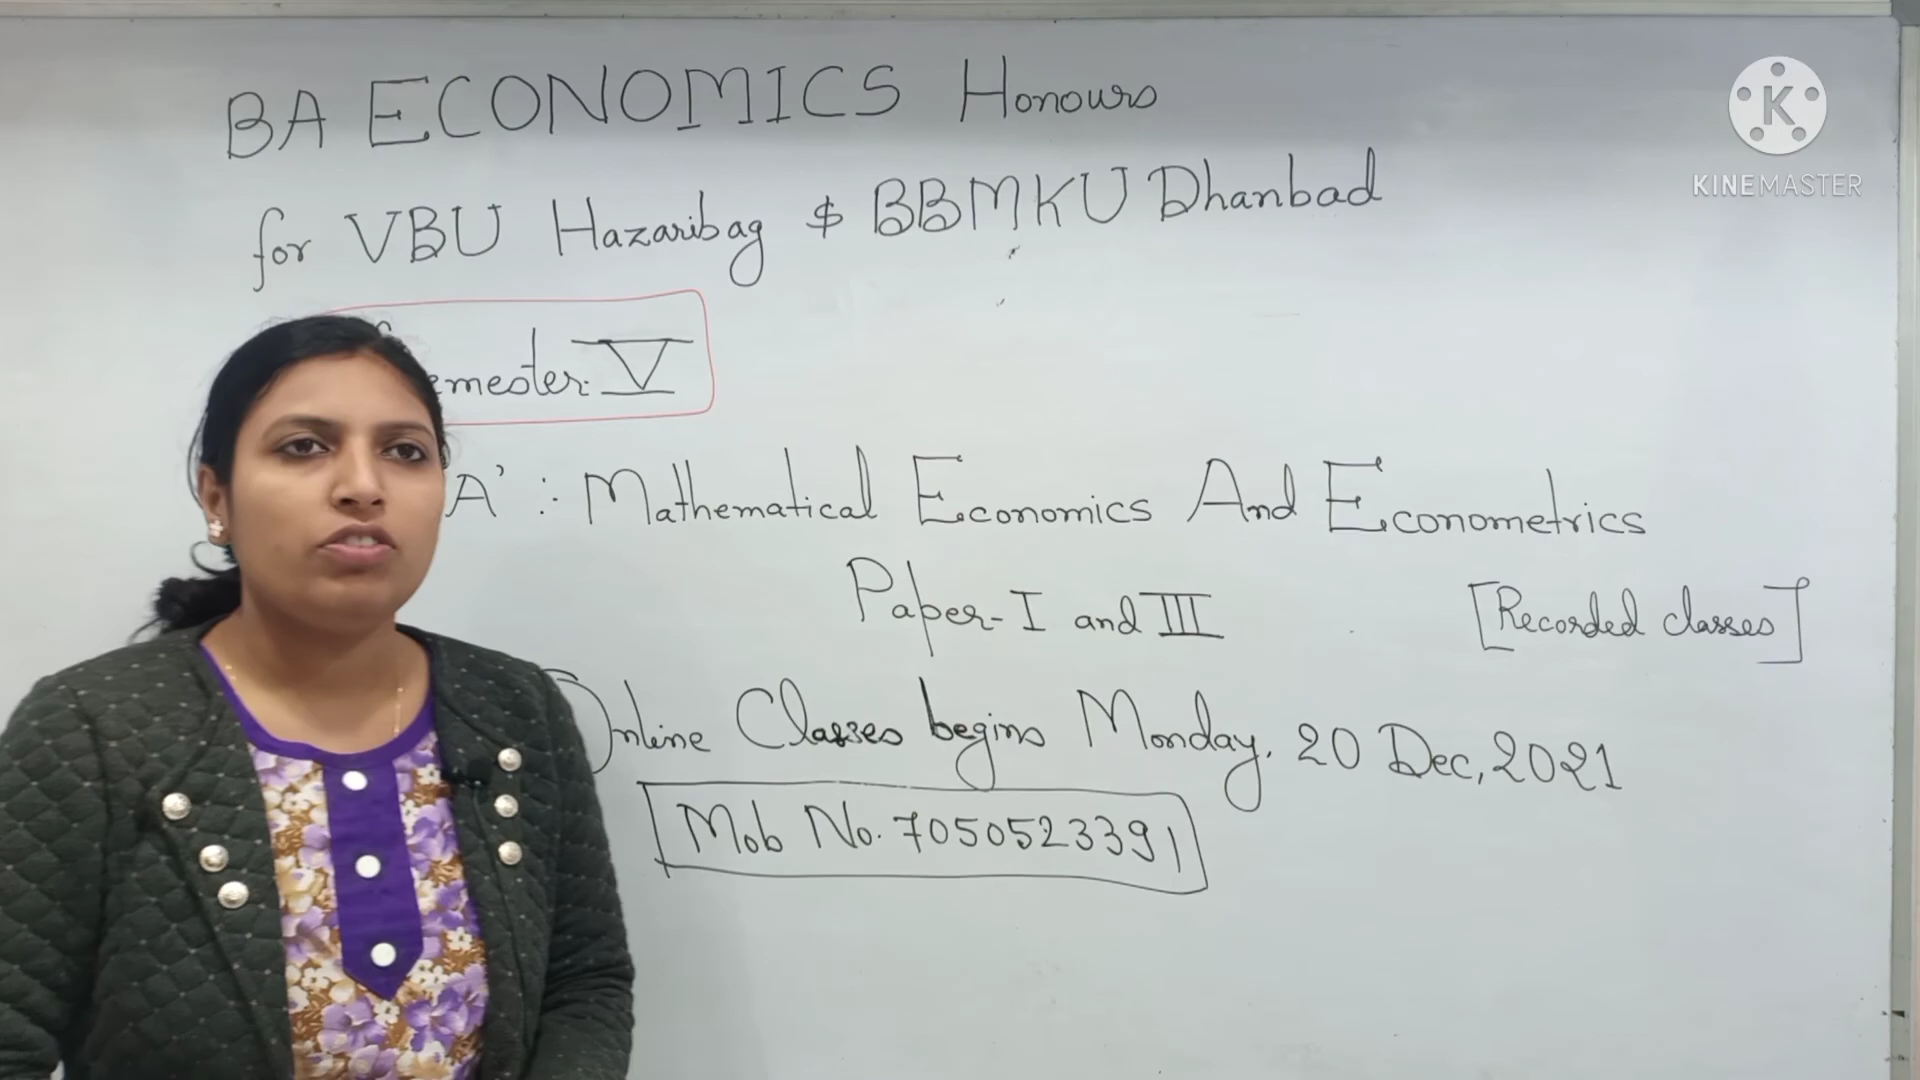 BA ECONOMICS Honours
for VBU Hazaribag & BBMKU Dhanbad
emester. V
A' : Mathematical Economics And Econometrics
Paper-I and III [Recorded classes]
Online Classes begins Monday, 20 Dec, 2021
Mob No. 7050523391
K
KINEMASTER